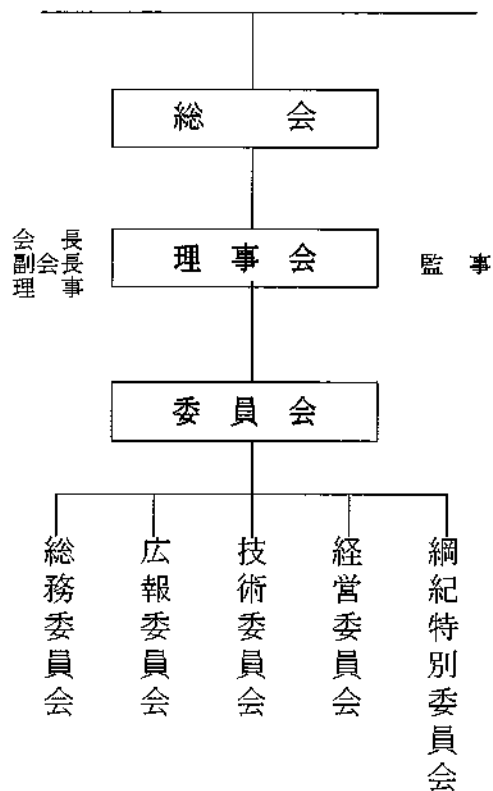 総会
会長
副会長
理事
理事会
監事
委員会
総務委員会
広報委員会
技術委員会
経営委員会
綱紀特別委員会